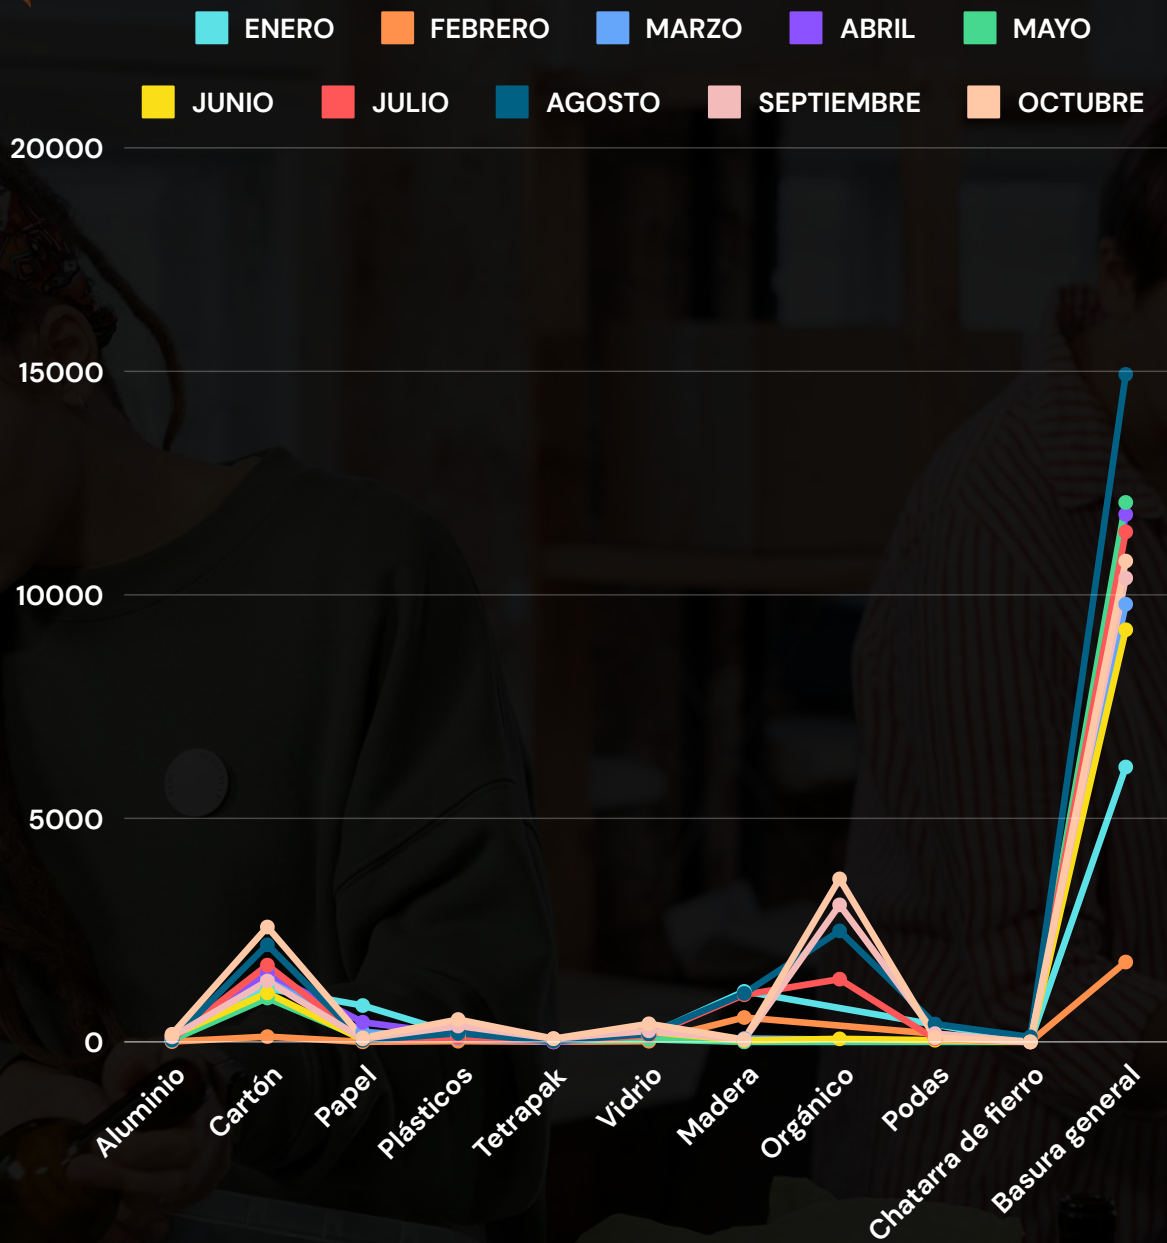 ENERO FEBRERO MARZO ABRIL MAYO
JUNIO JULIO AGOSTO SEPTIEMBRE OCTUBRE
20000
15000
10000
5000
0
Aluminio
Cartón
Papel
Plásticos
Tetrapak
Vidrio
Madera
Orgánico
Podas
Chatarra de fierro
Basura general